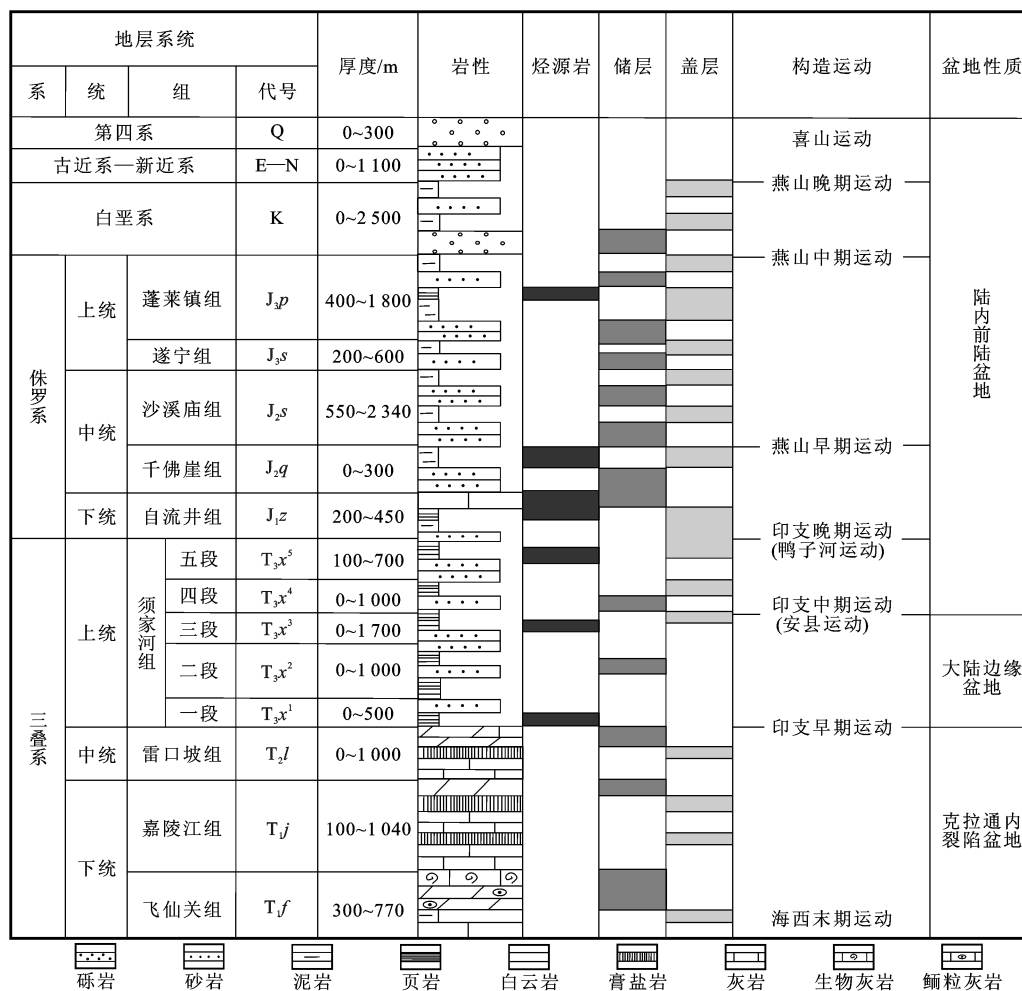 地层系统 厚度/m 岩性 烃源岩 储层 盖层 构造运动 盆地性质
系 统 组 代号
第四系 Q 0~300 喜山运动
古近系—新近系 E—N 0~1 100
燕山晚期运动
白垩系 K 0~2 500
燕山中期运动
侏罗系 上统 蓬莱镇组 J₃p 400~1 800 陆内前陆盆地
遂宁组 J₃s 200~600
中统 沙溪庙组 J₂s 550~2 340
燕山早期运动
千佛崖组 J₂q 0~300
下统 自流井组 J₁z 200~450
印支晚期运动
(鸭子河运动)
三叠系 上统 须家河组 五段 T₃x⁵ 100~700
四段 T₃x⁴ 0~1 000
印支中期运动
(安县运动)
三段 T₃x³ 0~1 700
二段 T₃x² 0~1 000 大陆边缘
盆地
一段 T₃x¹ 0~500
印支早期运动
中统 雷口坡组 T₂l 0~1 000
下统 嘉陵江组 T₁j 100~1 040 克拉通内
裂陷盆地
飞仙关组 T₁f 300~770 海西末期运动
砾岩 砂岩 泥岩 页岩 白云岩 膏盐岩 灰岩 生物灰岩 鲕粒灰岩